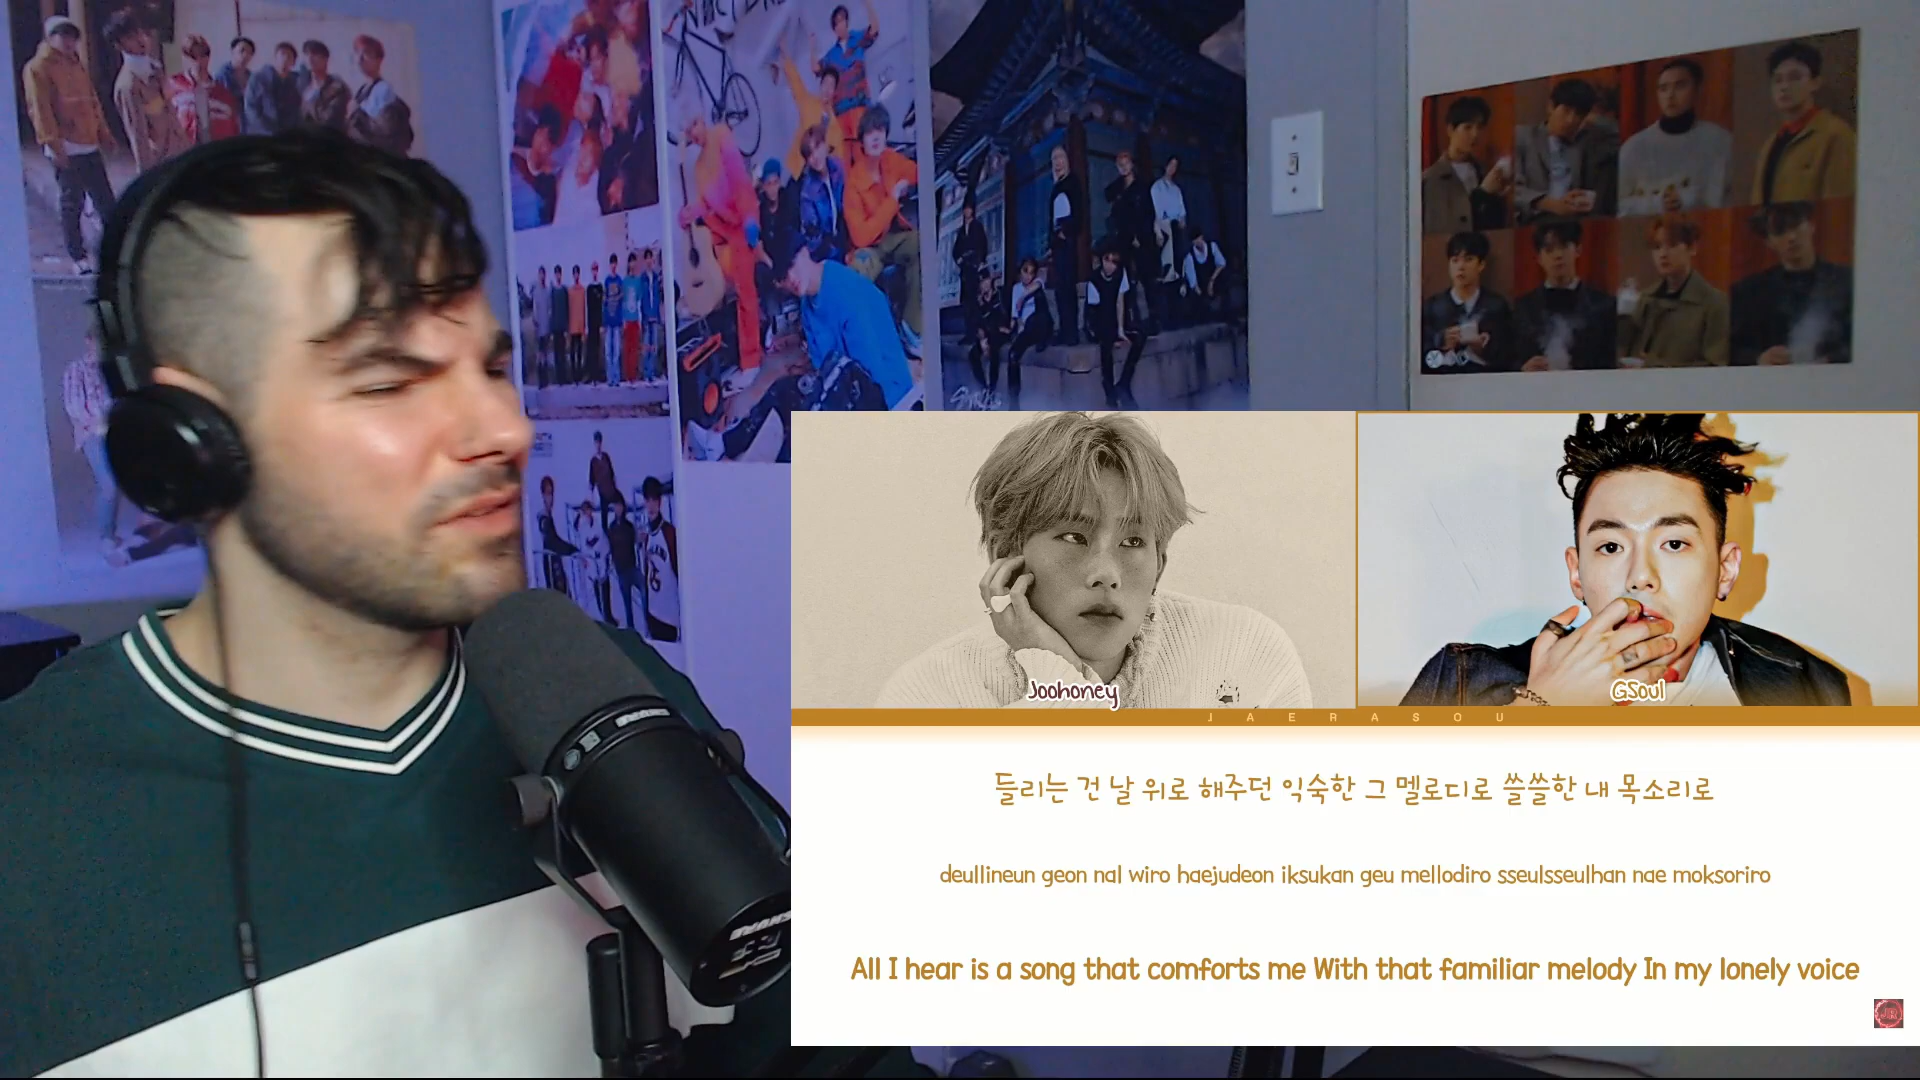 Joohoney
GSoul
JAERASOU
들리는 건 날 위로 해주던 익숙한 그 멜로디로 쓸쓸한 내 목소리로
deullineun geon nal wiro haejudeon iksukan geu mellodiro sseulsseulhan nae moksoriro
All I hear is a song that comforts me With that familiar melody In my lonely voice